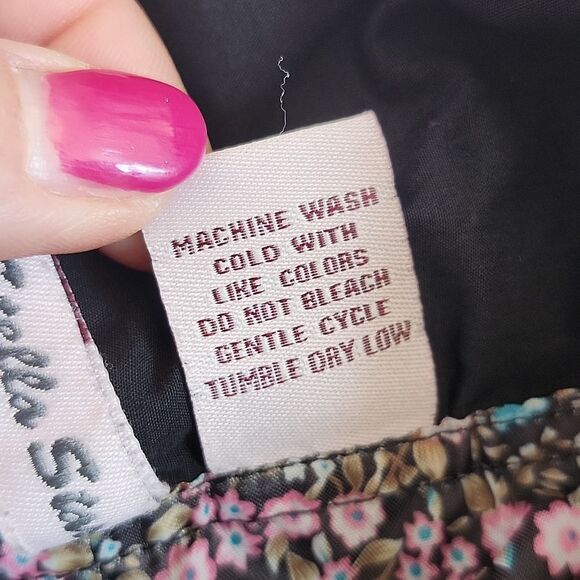 MACHINE WASH
COLD WITH
LIKE COLORS
DO NOT BLEACH
GENTLE CYCLE
TUMBLE DRY LOW